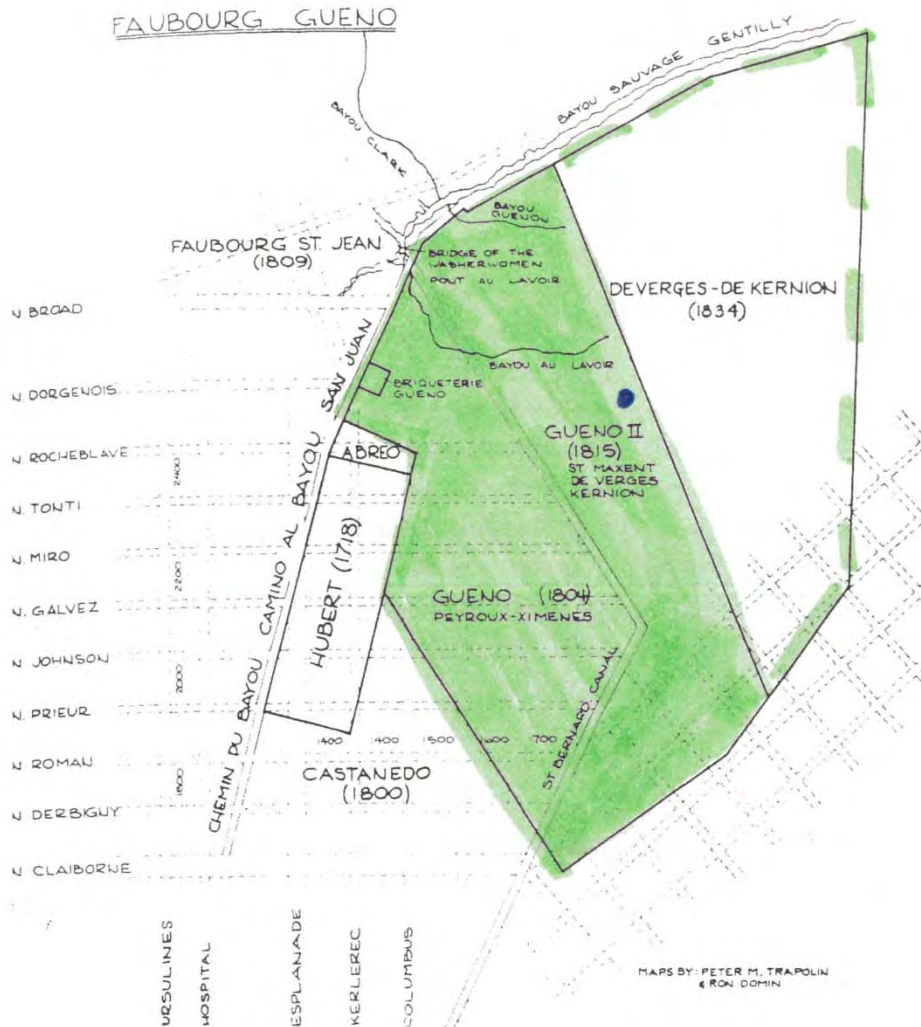 FAUBOURG GUENO
BAYOU SAUVAGE GENTILLY
BAYOU CLARK
BAYOU
GUENON
FAUBOURG ST. JEAN
(1809)
BRIDGE OF THE
WASHERWOMEN
PONT AU LAVOIR
DEVERGES-DE KERNION
(1834)
N BROAD
BAYOU AU LAVOIR
N. DORGENOIS
BRIQUETERIE
GUENO
GUENO II
(1815)
ST MAXENT
DE VERGES
KERNION
N ROCHEBLAVE
ABREO
2400
N. TONTI
N. MIRO
2200
HUBERT (1718)
N. GALVEZ
GUENO (1804)
PEYROUX-XIMENES
N JOHNSON
2000
N. PRIEUR
CHEMIN DU BAYOU CAMINO AL BAYOU SAN JUAN
ST BERNARD CANAL
1400 1400 1500 1600 1700
N ROMAN
CASTANEDO
(1800)
1800
N DERBIGNY
N CLAIBORNE
URSULINES
HOSPITAL
ESPLANADE
KERLEREC
COLUMBUS
MAPS BY: PETER M. TRAPOLIN
& RON DOMIN